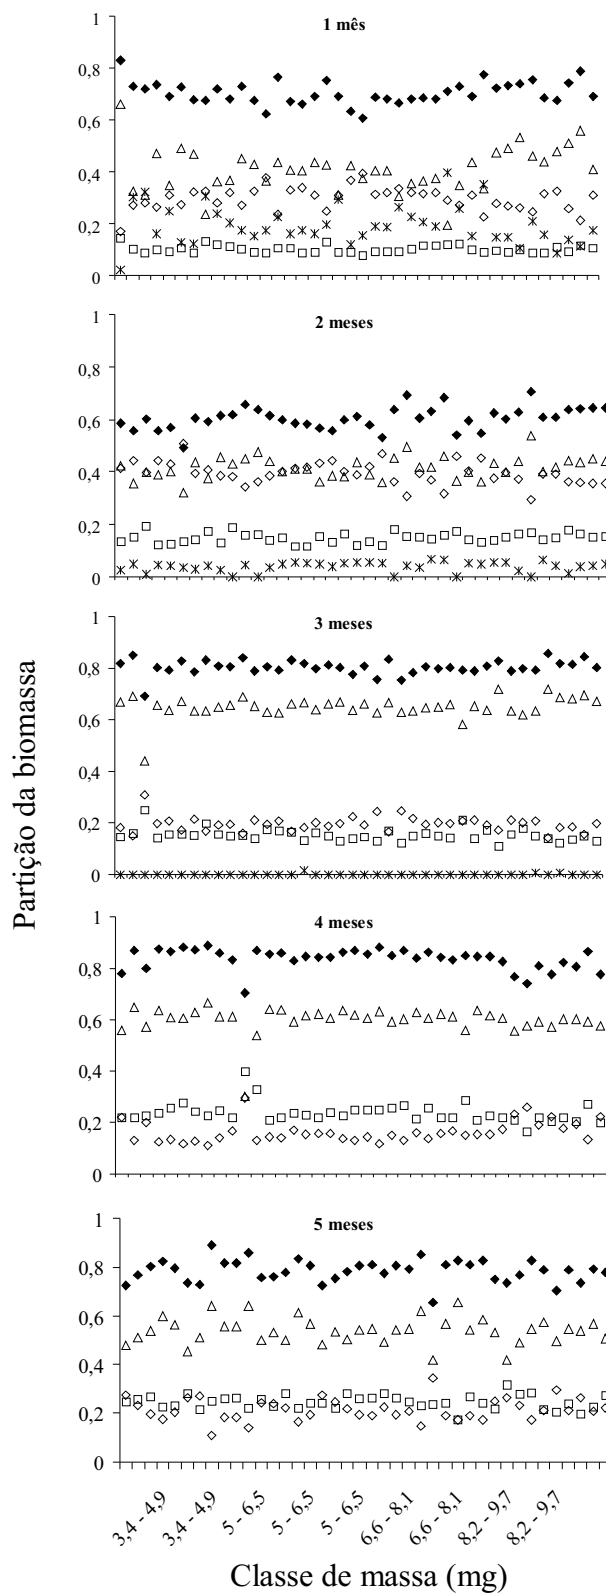 1 mês
1
0,8
0,6
0,4
0,2
0
2 meses
1
0,8
0,6
0,4
0,2
0
3 meses
1
0,8
0,6
0,4
0,2
0
4 meses
1
0,8
0,6
0,4
0,2
0
5 meses
1
0,8
0,6
0,4
0,2
0
Partição da biomassa
3,4 - 4,9
3,4 - 4,9
5 - 6,5
5 - 6,5
5 - 6,5
6,6 - 8,1
6,6 - 8,1
8,2 - 9,7
8,2 - 9,7
Classe de massa (mg)